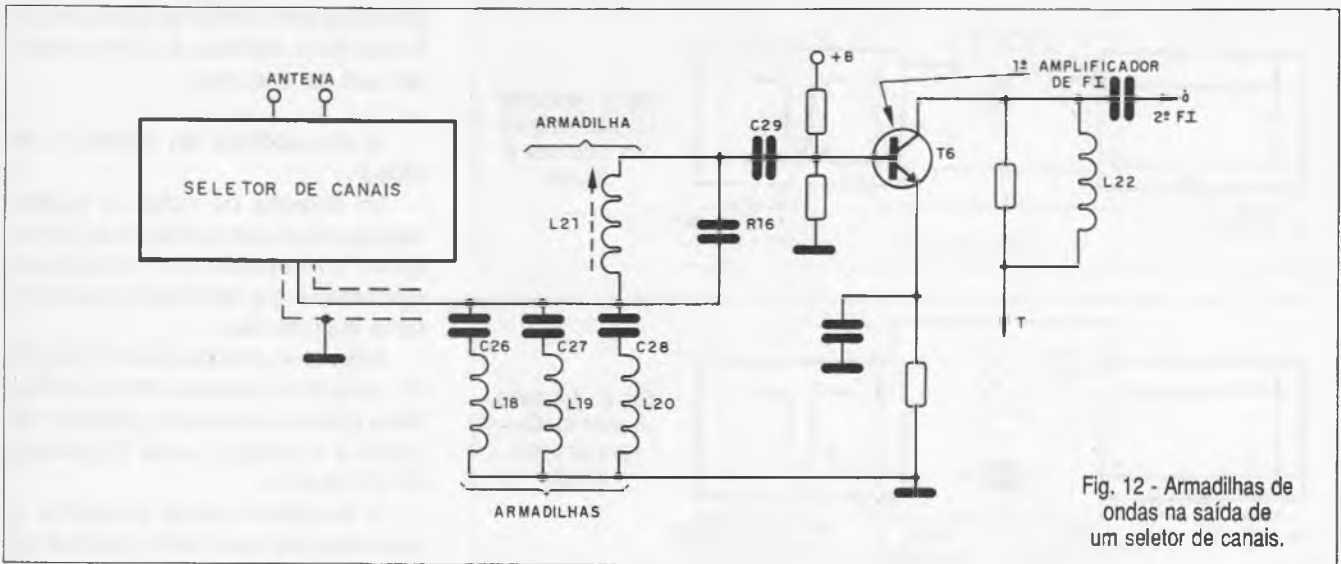 ANTENA
SELETOR DE CANAIS
ARMADILHA
L21
C29
R16
+B
1º AMPLIFICADOR
DE FI
T6
à
2ª FI
L22
T
C26
C27
C28
L18
L19
L20
ARMADILHAS
Fig. 12 - Armadilhas de
ondas na saída de
um seletor de canais.